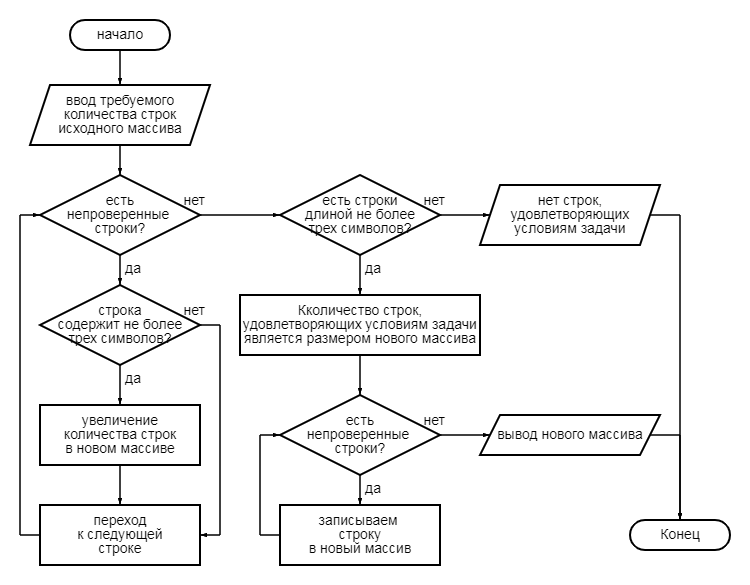 начало
ввод требуемого
количества строк
исходного массива
есть
непроверенные
строки?
нет
есть строки
длиной не более
трех символов?
нет
нет строк,
удовлетворяющих
условиям задачи
да
да
строка
содержит не более
трех символов?
нет
Кколичество строк,
удовлетворяющих условиям задачи
является размером нового массива
да
увеличение
количества строк
в новом массиве
есть
непроверенные
строки?
нет
вывод нового массива
да
переход
к следующей
строке
записываем
строку
в новый массив
Конец